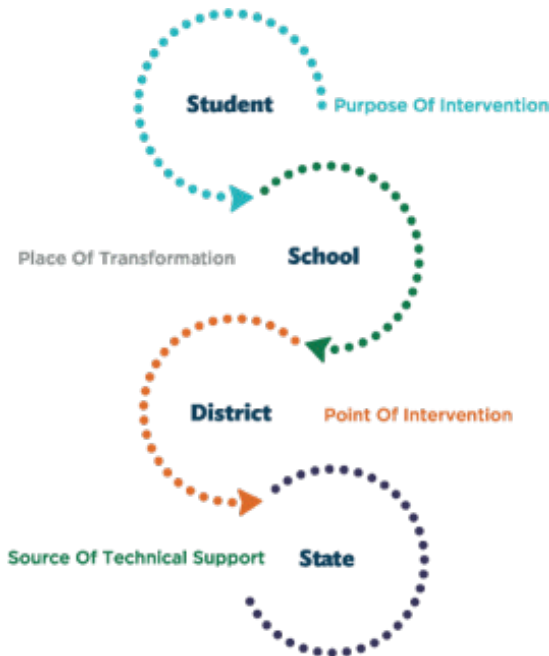 Student
Purpose Of Intervention
Place Of Transformation
School
District
Point Of Intervention
Source Of Technical Support
State